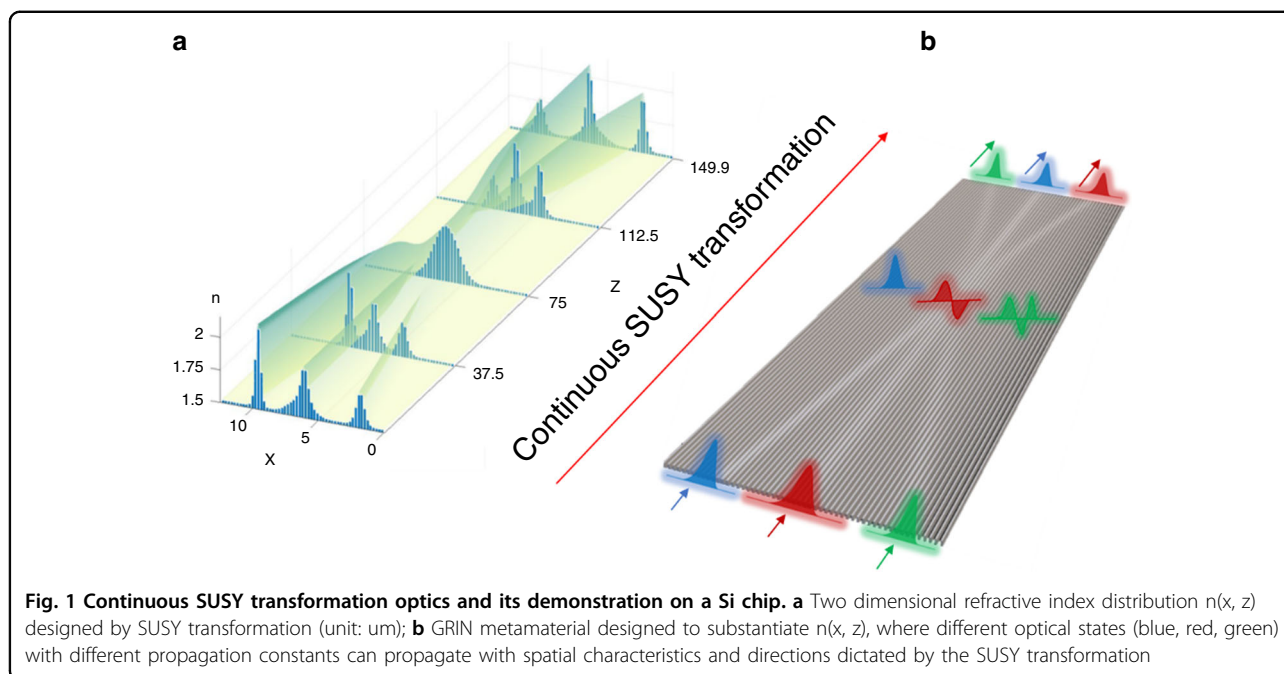 a
b
n
2
1.75
1.5
10
5
0
X
37.5
75
Z
112.5
149.9
Continuous SUSY transformation
Fig. 1 Continuous SUSY transformation optics and its demonstration on a Si chip. a Two dimensional refractive index distribution n(x, z)
designed by SUSY transformation (unit: um); b GRIN metamaterial designed to substantiate n(x, z), where different optical states (blue, red, green)
with different propagation constants can propagate with spatial characteristics and directions dictated by the SUSY transformation